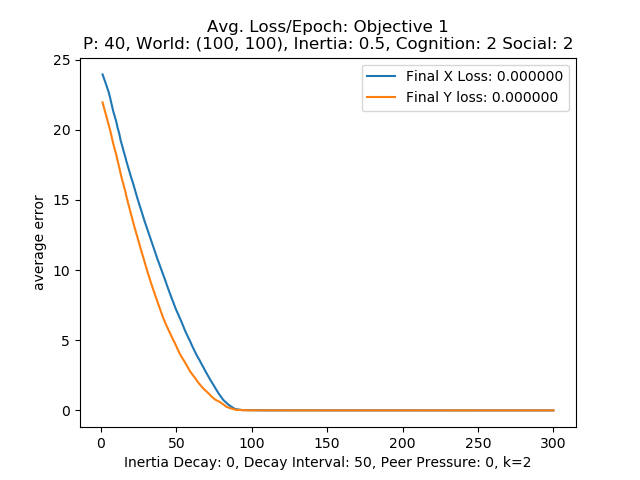 Avg. Loss/Epoch: Objective 1
P: 40, World: (100, 100), Inertia: 0.5, Cognition: 2 Social: 2
Final X Loss: 0.000000
Final Y loss: 0.000000
25
20
15
10
5
0
average error
0 50 100 150 200 250 300
Inertia Decay: 0, Decay Interval: 50, Peer Pressure: 0, k=2